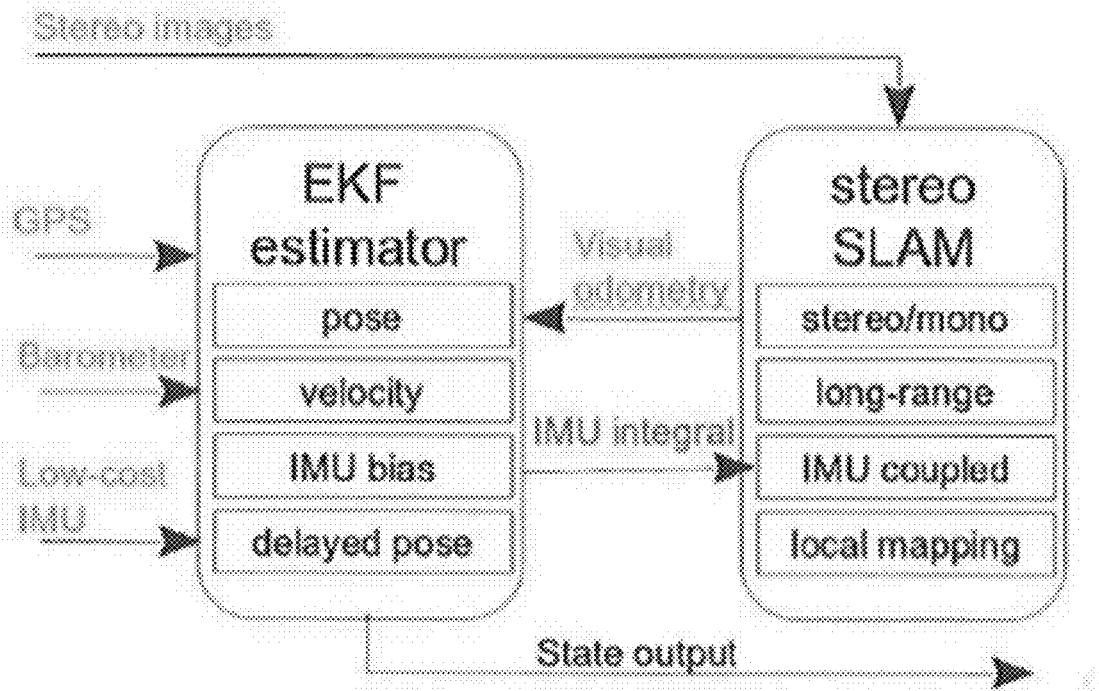 Stereo images
EKF
estimator
pose
velocity
IMU bias
delayed pose
GPS
Barometer
Low-cost
IMU
Visual
odometry
IMU integral
stereo
SLAM
stereo/mono
long-range
IMU coupled
local mapping
State output